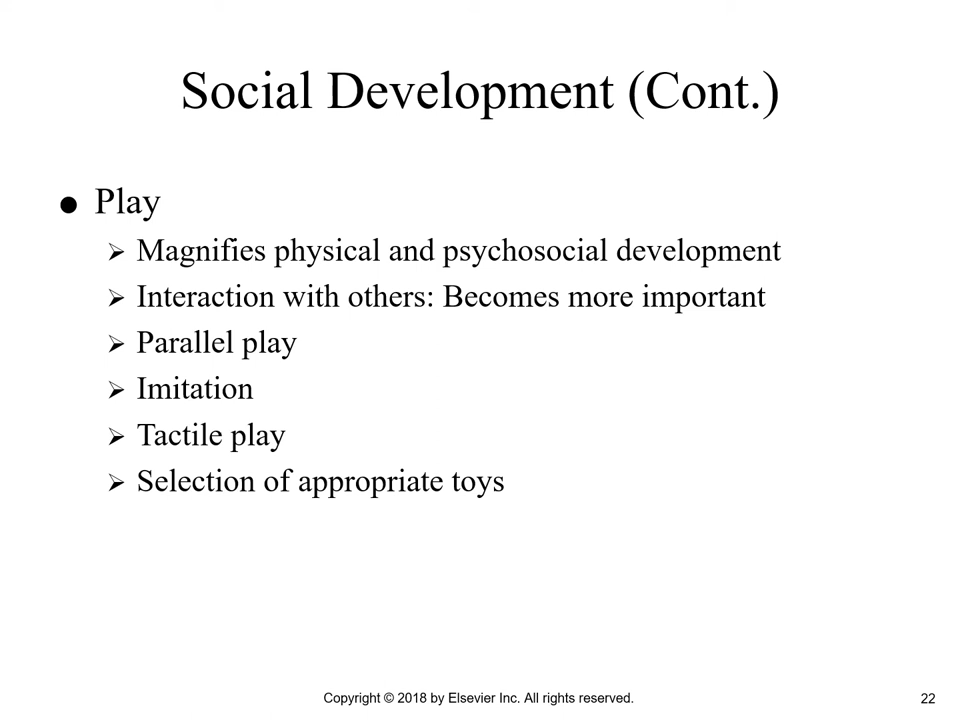 Social Development (Cont.)
● Play
➢ Magnifies physical and psychosocial development
➢ Interaction with others: Becomes more important
➢ Parallel play
➢ Imitation
➢ Tactile play
➢ Selection of appropriate toys
Copyright © 2018 by Elsevier Inc. All rights reserved.
22